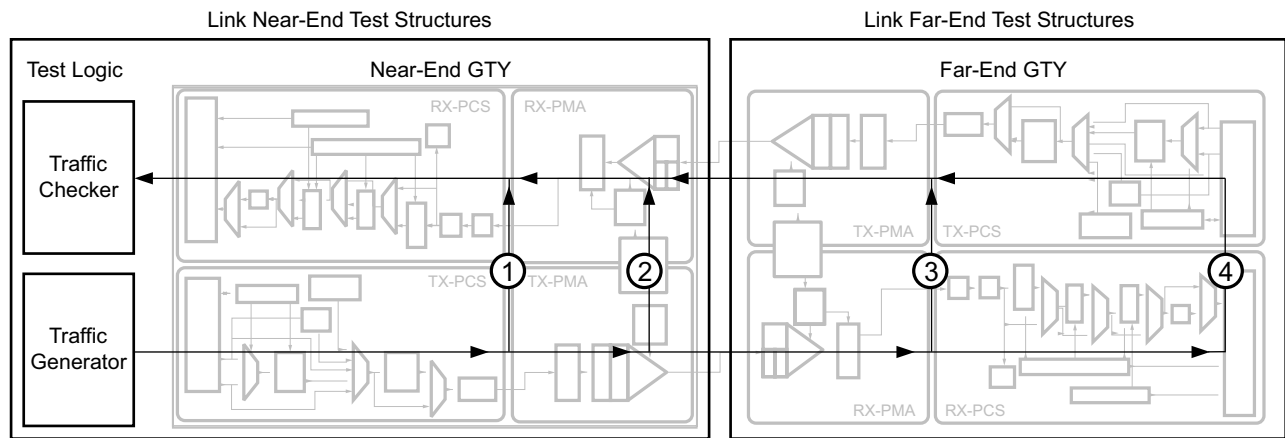 Link Near-End Test Structures
Link Far-End Test Structures
Test Logic
Near-End GTY
Far-End GTY
RX-PCS
RX-PMA
Traffic
Checker
TX-PMA
TX-PCS
1
2
3
4
TX-PCS
TX-PMA
Traffic
Generator
RX-PMA
RX-PCS